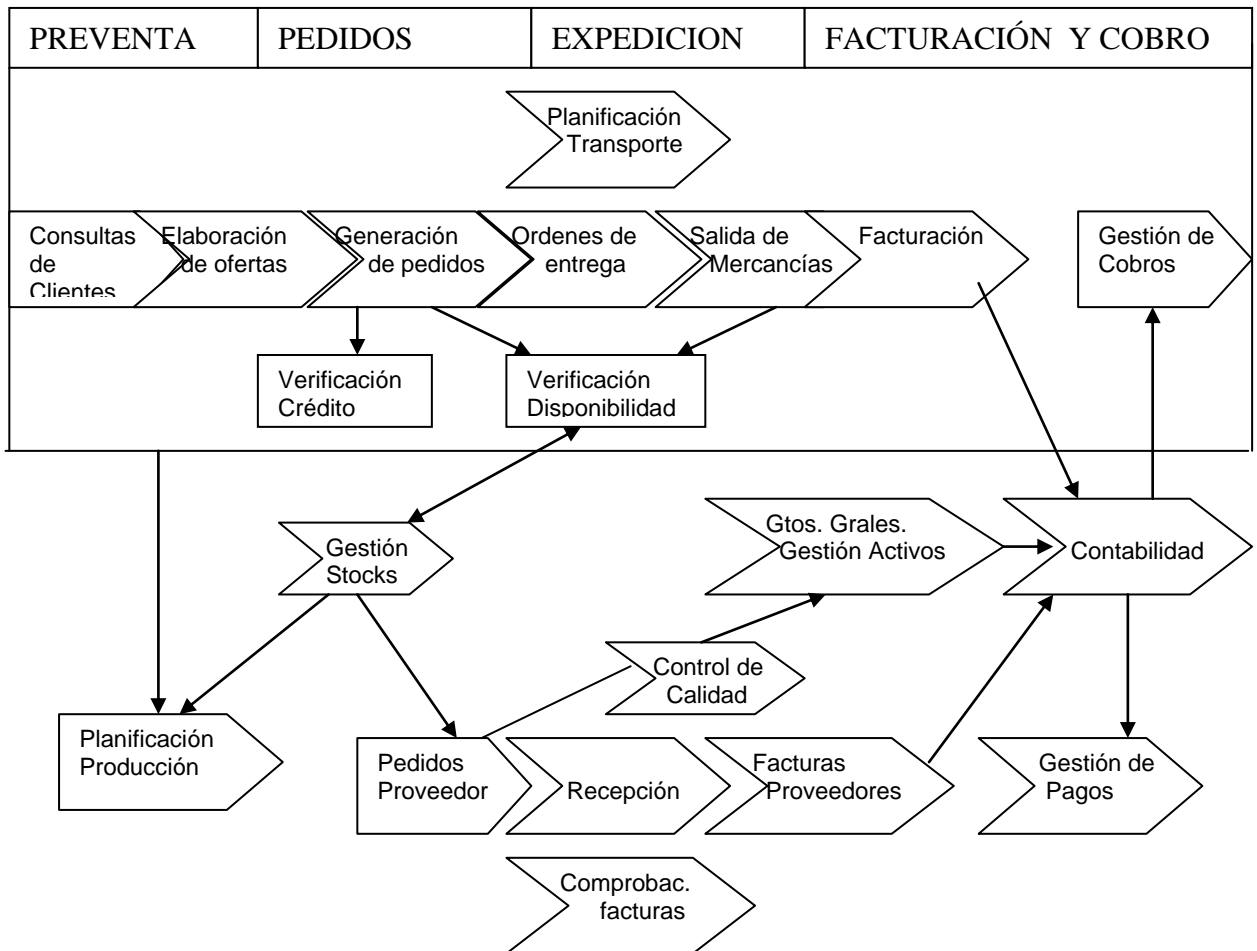 PREVENTA
PEDIDOS
EXPEDICION
FACTURACIÓN Y COBRO
Planificación
Transporte
Consultas
de
Clientes
Elaboración
de ofertas
Generación
de pedidos
Ordenes de
entrega
Salida de
Mercancías
Facturación
Gestión de
Cobros
Verificación
Crédito
Verificación
Disponibilidad
Gestión
Stocks
Gtos. Grales.
Gestión Activos
Contabilidad
Control de
Calidad
Planificación
Producción
Pedidos
Proveedor
Recepción
Facturas
Proveedores
Gestión de
Pagos
Comprobac.
facturas